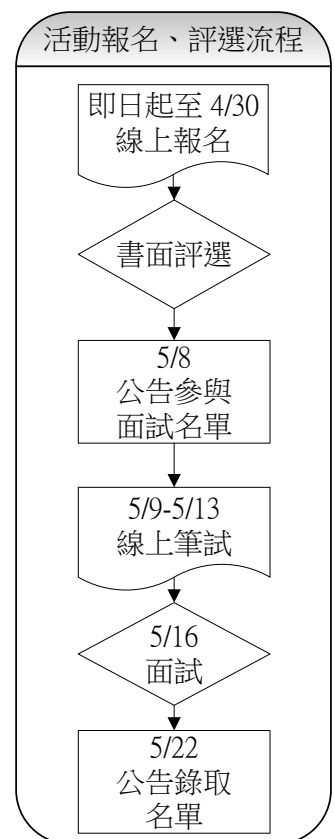 活動報名、評選流程
即日起至 4/30
線上報名
書面評選
5/8
公告參與
面試名單
5/9-5/13
線上筆試
5/16
面試
5/22
公告錄取
名單